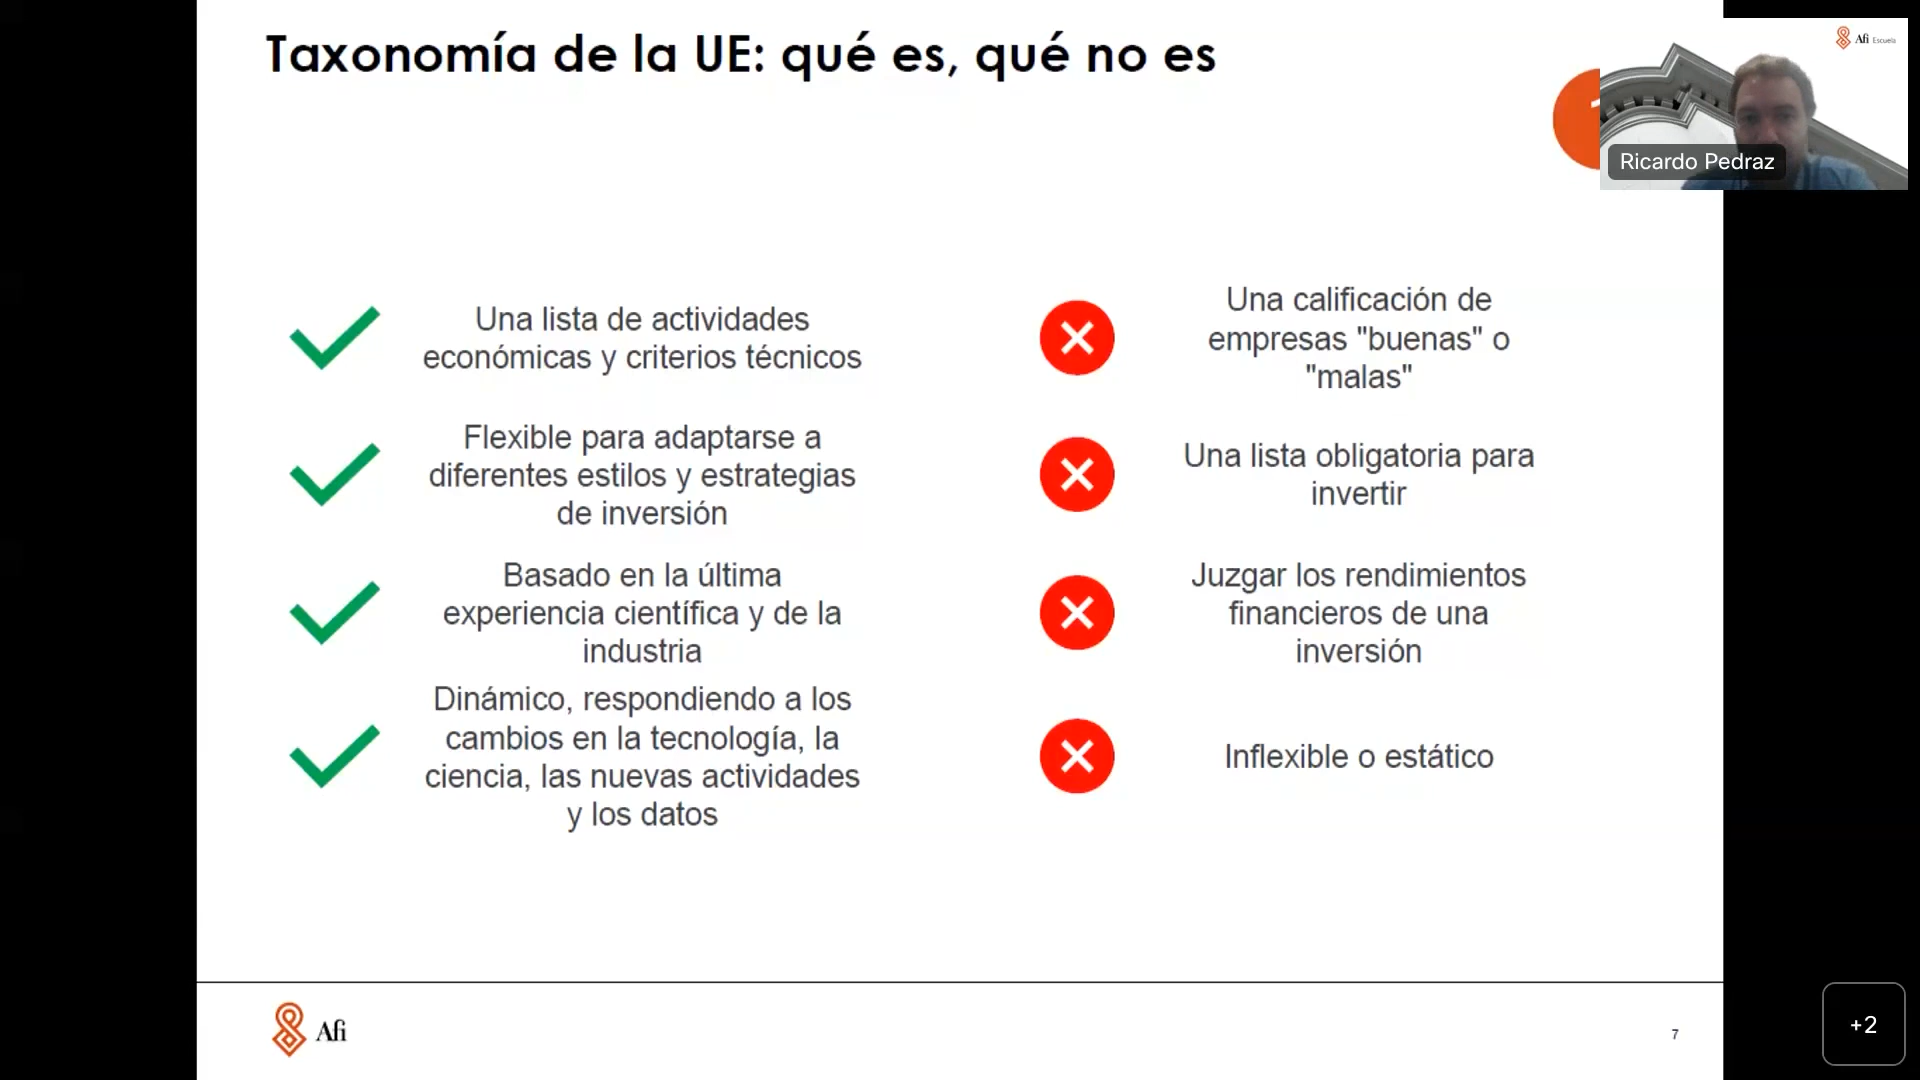 Taxonomía de la UE: qué es, qué no es
Afi Escuela
Ricardo Pedraz
Una lista de actividades
económicas y criterios técnicos
Una calificación de
empresas "buenas" o
"malas"
Flexible para adaptarse a
diferentes estilos y estrategias
de inversión
Una lista obligatoria para
invertir
Basado en la última
experiencia científica y de la
industria
Juzgar los rendimientos
financieros de una
inversión
Dinámico, respondiendo a los
cambios en la tecnología, la
ciencia, las nuevas actividades
y los datos
Inflexible o estático
Afi
7
+2